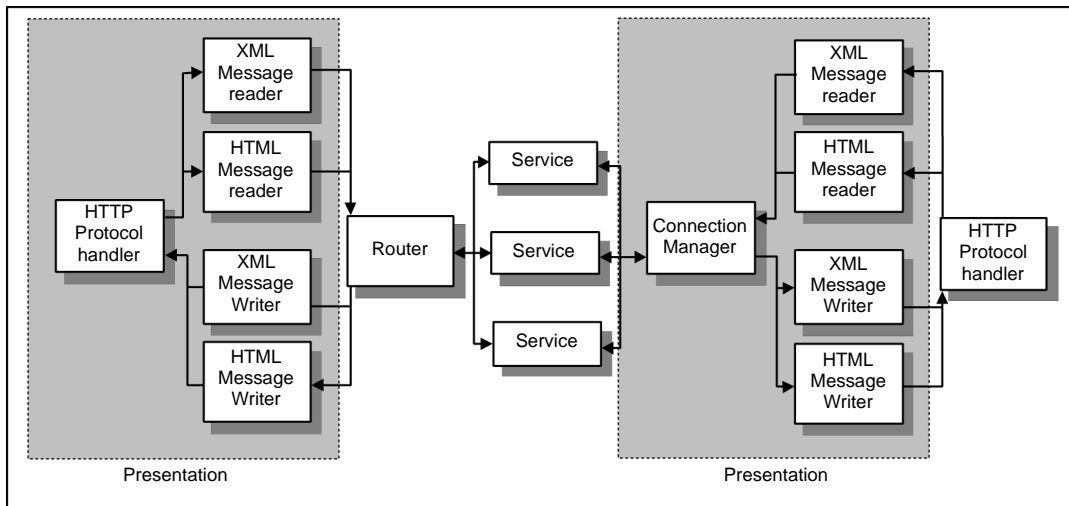 XML
Message
reader
HTML
Message
reader
HTTP
Protocol
handler
XML
Message
Writer
HTML
Message
Writer
Presentation
Router
Service
Service
Service
Connection
Manager
XML
Message
reader
HTML
Message
reader
XML
Message
Writer
HTML
Message
Writer
HTTP
Protocol
handler
Presentation